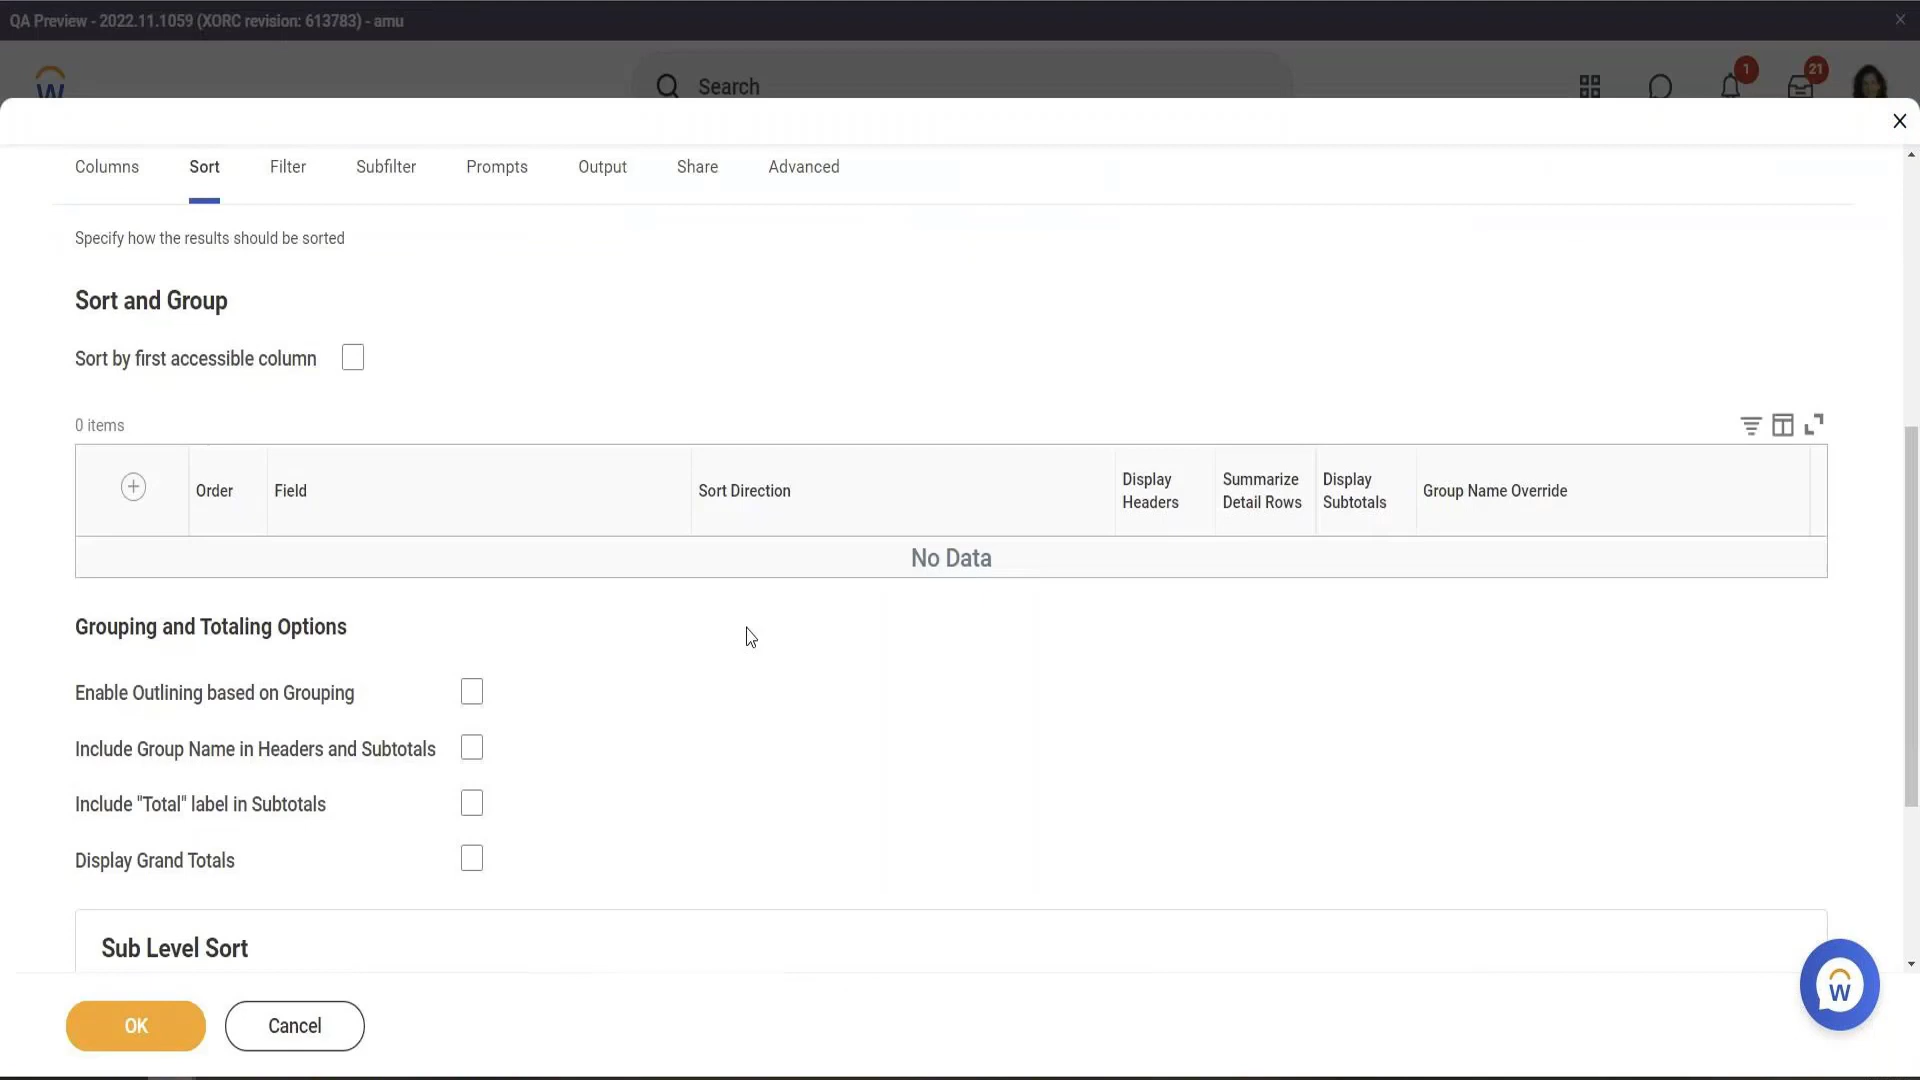 QA Preview - 2022.11.1059 (XORC revision: 613783) - amu
W
Search
1
21
Columns Sort Filter Subfilter Prompts Output Share Advanced
Specify how the results should be sorted
Sort and Group
Sort by first accessible column
0 items
Order Field Sort Direction Display Headers Summarize Detail Rows Display Subtotals Group Name Override
No Data
Grouping and Totaling Options
Enable Outlining based on Grouping
Include Group Name in Headers and Subtotals
Include "Total" label in Subtotals
Display Grand Totals
Sub Level Sort
W
OK Cancel